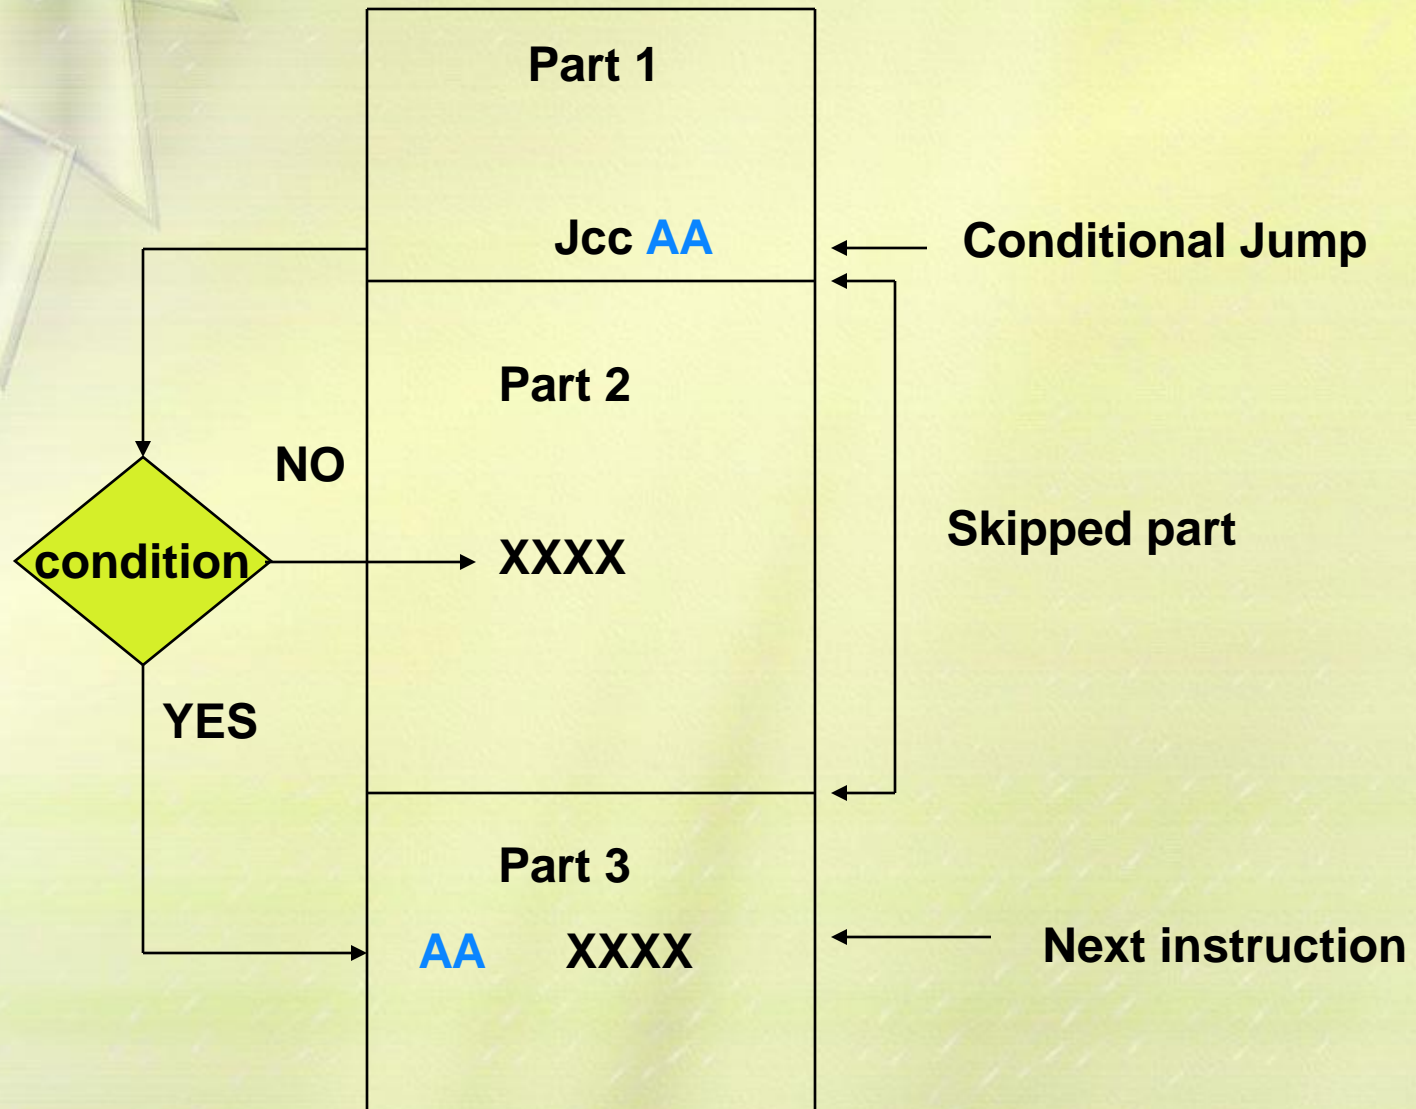 Part 1
Jcc AA
Conditional Jump
Part 2
NO
condition
XXXX
Skipped part
YES
Part 3
AA XXXX
Next instruction